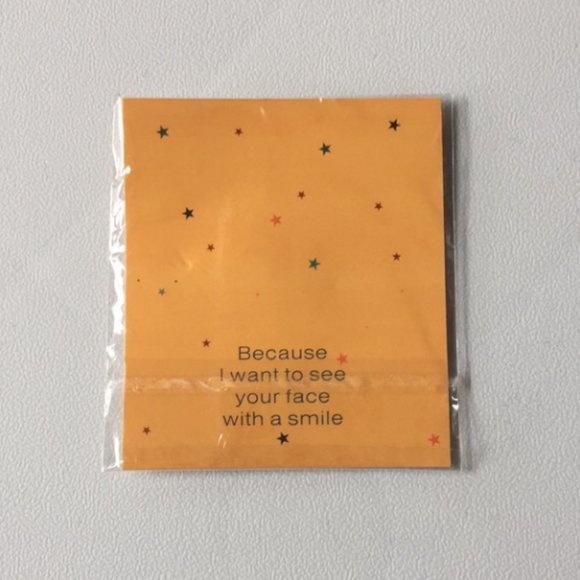 Because
I want to see
your face
with a smile